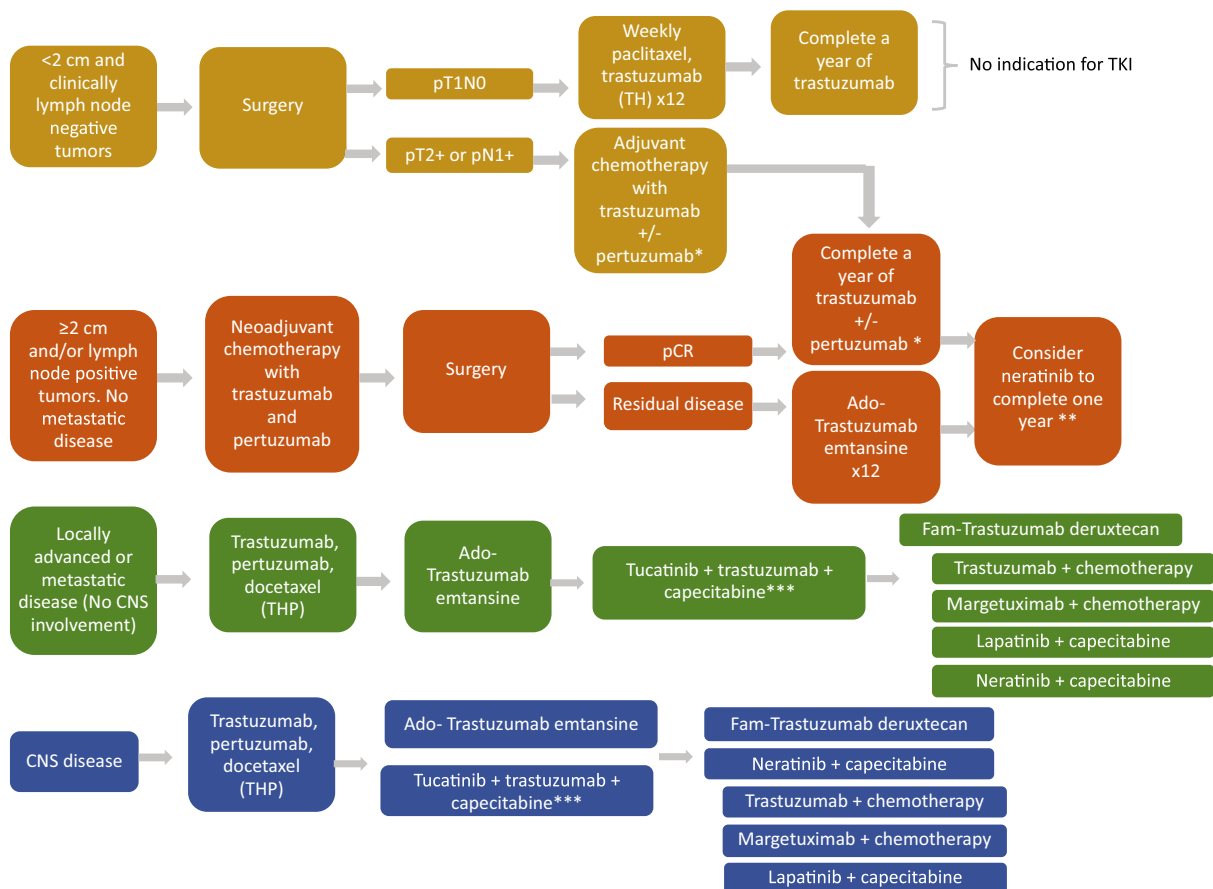 <2 cm and
clinically
lymph node
negative
tumors
Surgery
pT1N0
Weekly
paclitaxel,
trastuzumab
(TH) x12
Complete a
year of
trastuzumab
No indication for TKI
pT2+ or pN1+
Adjuvant
chemotherapy
with
trastuzumab
+/-
pertuzumab*
≥2 cm
and/or lymph
node positive
tumors. No
metastatic
disease
Neoadjuvant
chemotherapy
with
trastuzumab
and
pertuzumab
Surgery
pCR
Complete a
year of
trastuzumab
+/-
pertuzumab *
Residual disease
Ado-
Trastuzumab
emtansine
x12
Consider
neratinib to
complete one
year **
Locally
advanced or
metastatic
disease (No CNS
involvement)
Trastuzumab,
pertuzumab,
docetaxel
(THP)
Ado-
Trastuzumab
emtansine
Tucatinib + trastuzumab +
capecitabine***
Fam-Trastuzumab deruxtecan
Trastuzumab + chemotherapy
Margetuximab + chemotherapy
Lapatinib + capecitabine
Neratinib + capecitabine
CNS disease
Trastuzumab,
pertuzumab,
docetaxel
(THP)
Ado- Trastuzumab emtansine
Tucatinib + trastuzumab +
capecitabine***
Fam-Trastuzumab deruxtecan
Neratinib + capecitabine
Trastuzumab + chemotherapy
Margetuximab + chemotherapy
Lapatinib + capecitabine